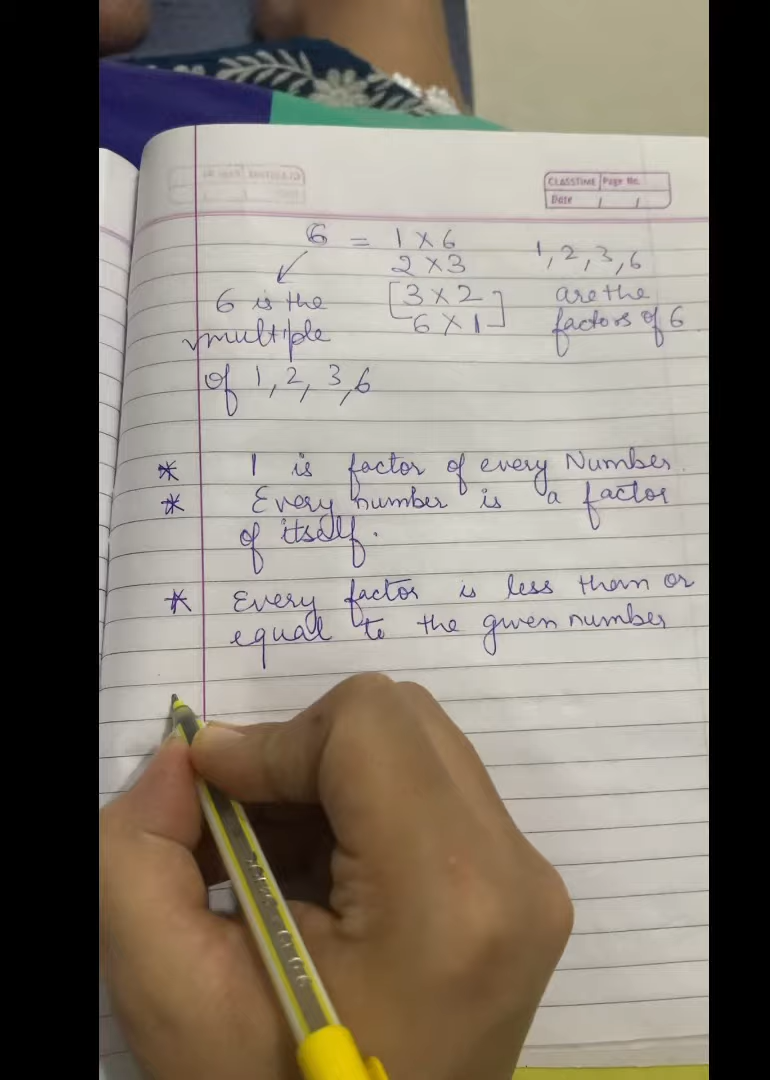 CLASSTIME Page No.
Date / /
6 = 1 × 6
2 × 3
[3 × 2
6 × 1]
1, 2, 3, 6
are the
factors of 6.
6 is the
multiple
of 1, 2, 3, 6
* 1 is factor of every Number.
* Every number is a factor
of itself.
* Every factor is less than or
equal to the given number